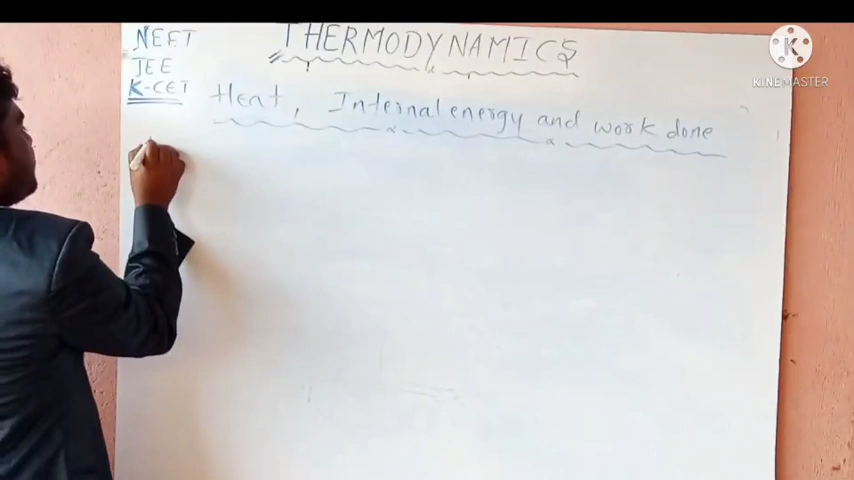 NEET
JEE
K-CET
THERMODYNAMICS
Heat, Internal energy and work done
KINEMASTER